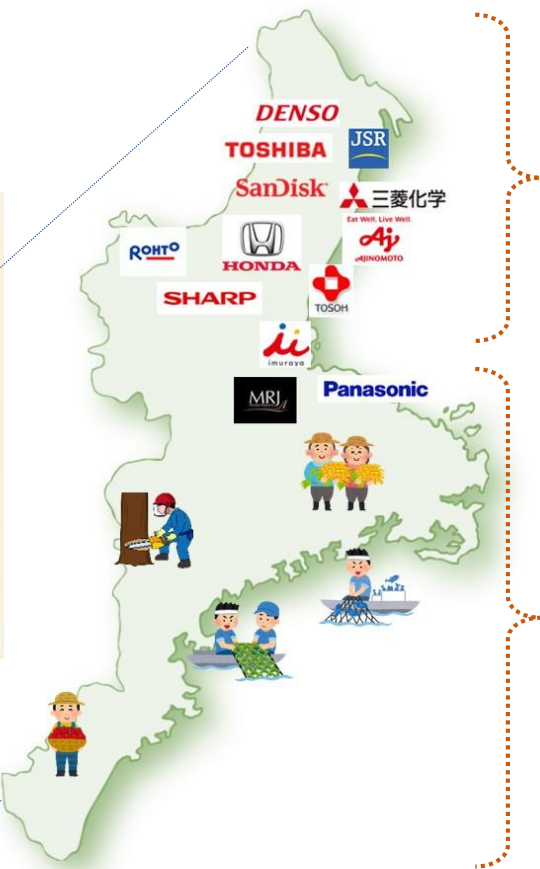 DENSO
TOSHIBA
JSR
SanDisk
三菱化学
Eat Well, Live Well.
Aj
AJINOMOTO
ROHTO
HONDA
SHARP
TOSOH
imuraya
MRJ
Panasonic